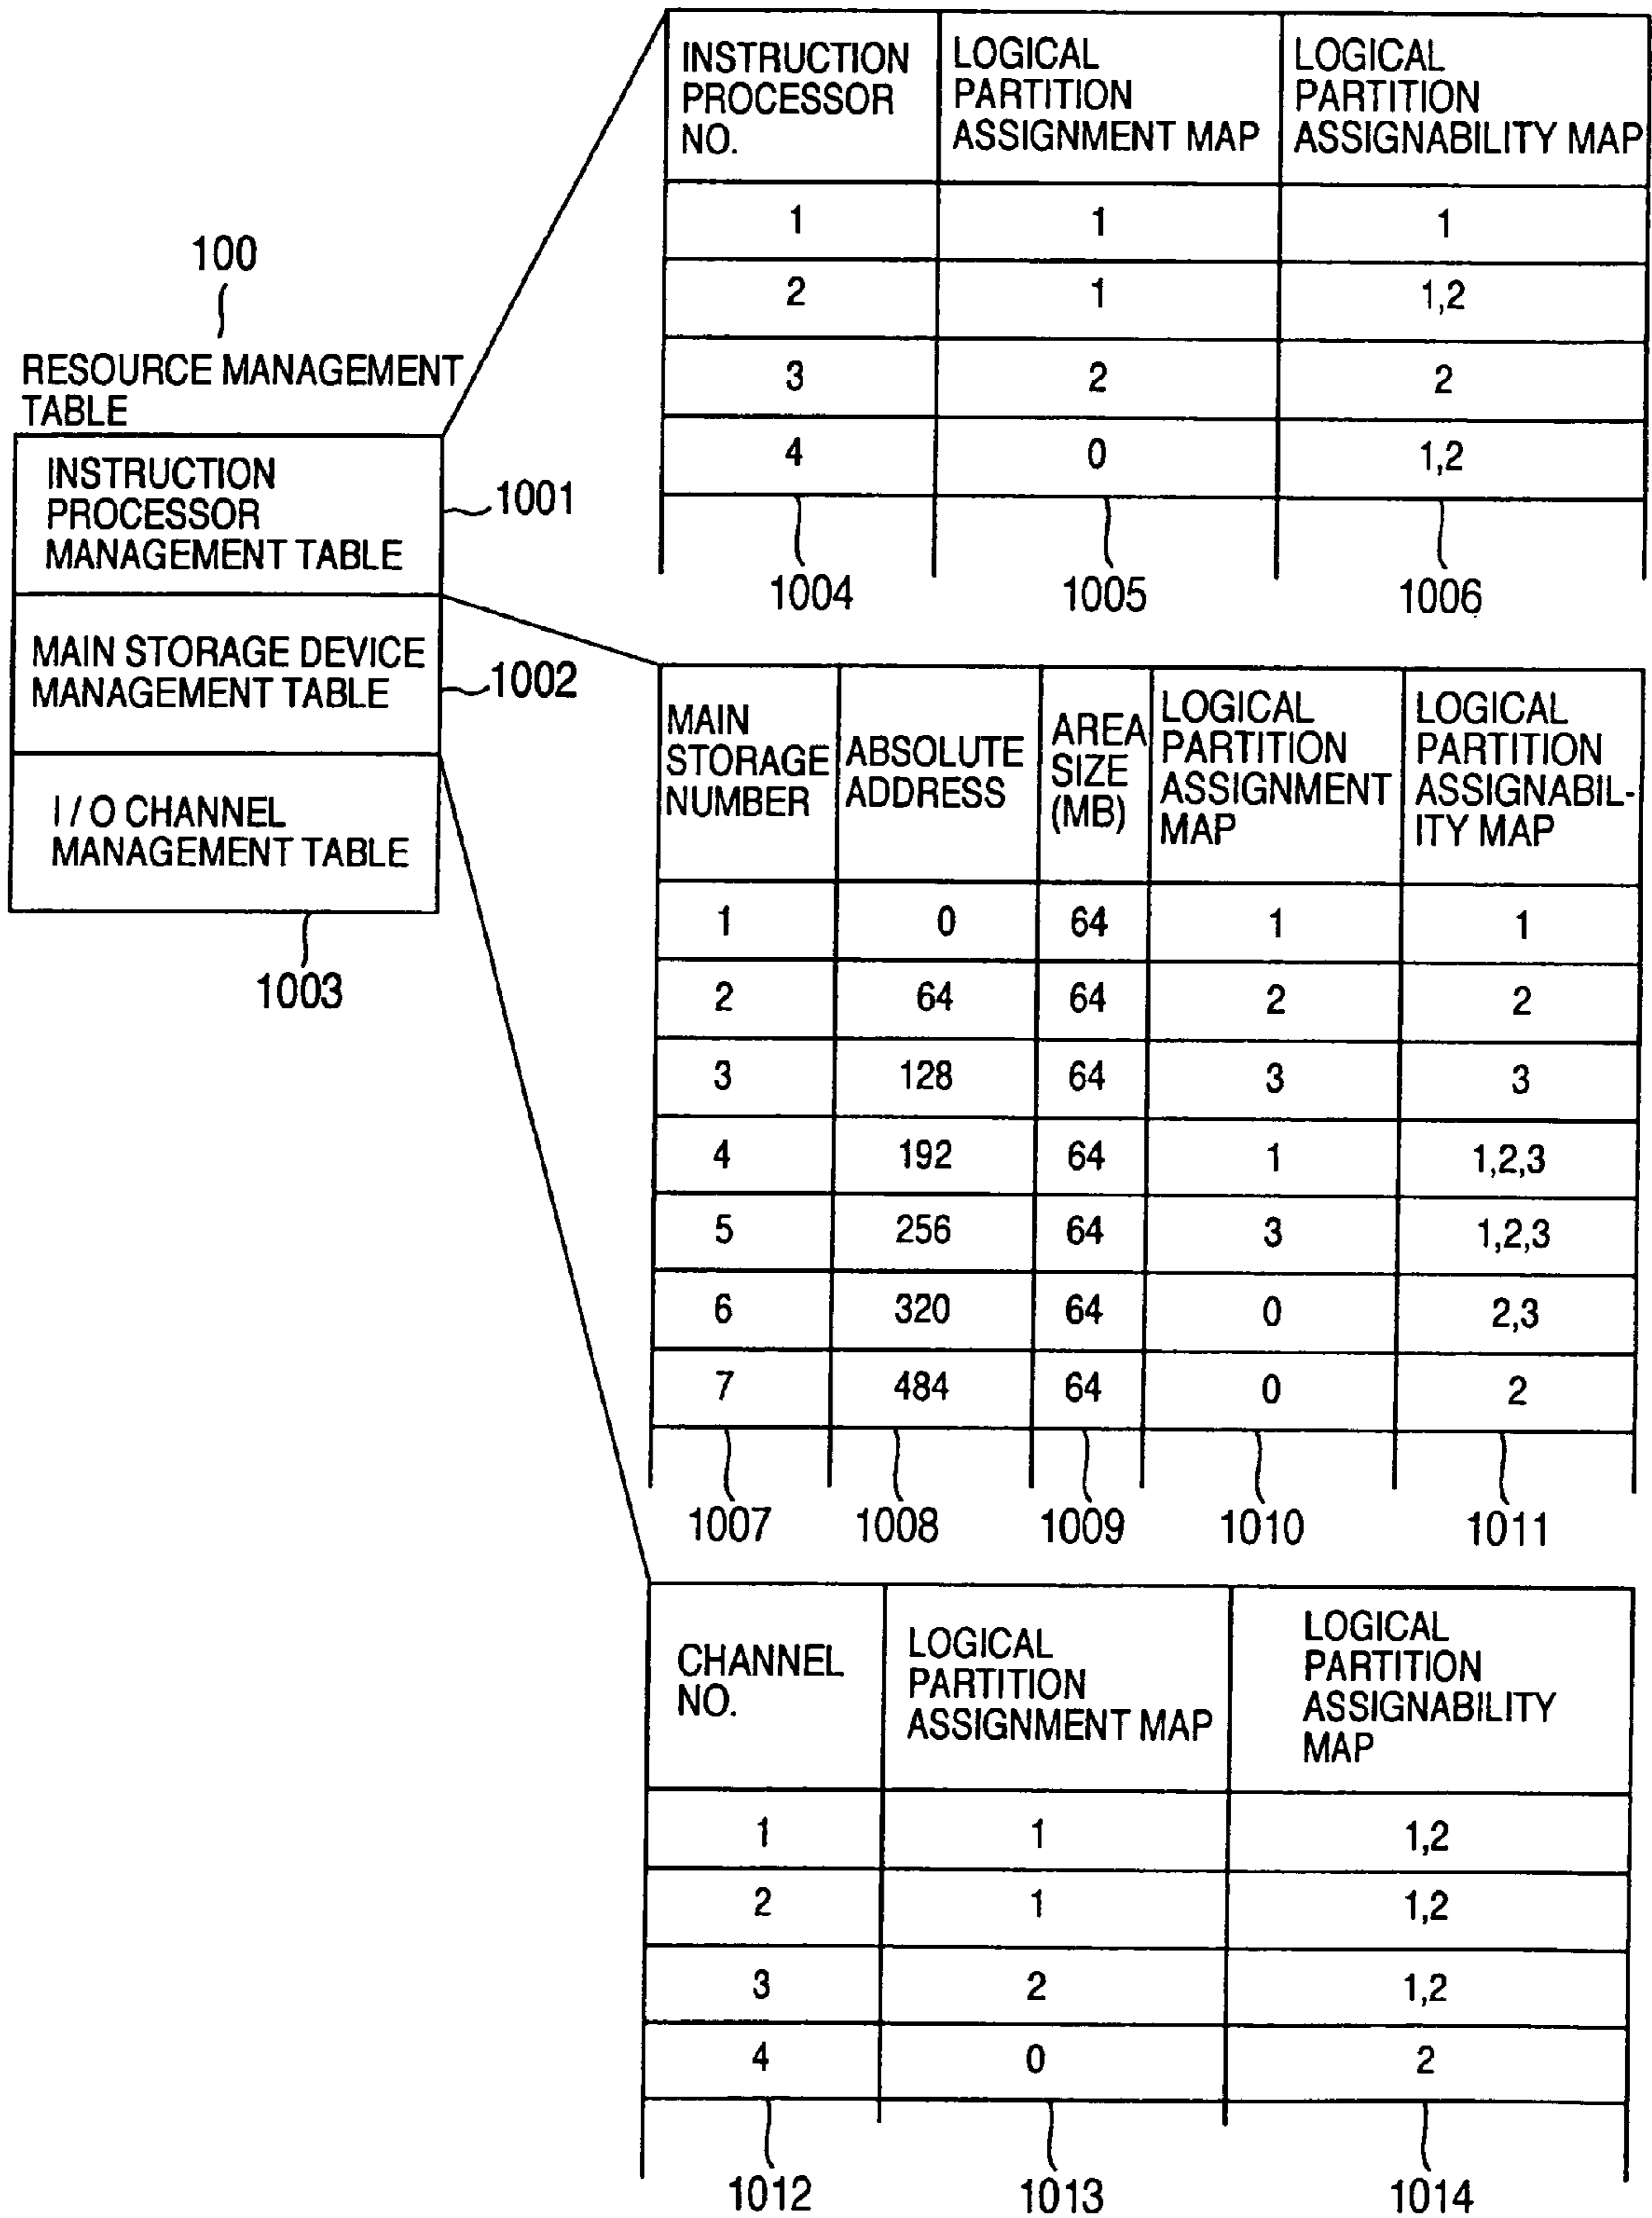 100
RESOURCE MANAGEMENT
TABLE
INSTRUCTION
PROCESSOR
MANAGEMENT TABLE
1001
MAIN STORAGE DEVICE
MANAGEMENT TABLE
1002
I / O CHANNEL
MANAGEMENT TABLE
1003
INSTRUCTION
PROCESSOR
NO.
LOGICAL
PARTITION
ASSIGNMENT MAP
LOGICAL
PARTITION
ASSIGNABILITY MAP
1 1 1
2 1 1,2
3 2 2
4 0 1,2
1004 1005 1006
MAIN
STORAGE
NUMBER
ABSOLUTE
ADDRESS
AREA
SIZE
(MB)
LOGICAL
PARTITION
ASSIGNMENT
MAP
LOGICAL
PARTITION
ASSIGNABIL-
ITY MAP
1 0 64 1 1
2 64 64 2 2
3 128 64 3 3
4 192 64 1 1,2,3
5 256 64 3 1,2,3
6 320 64 0 2,3
7 484 64 0 2
1007 1008 1009 1010 1011
CHANNEL
NO.
LOGICAL
PARTITION
ASSIGNMENT MAP
LOGICAL
PARTITION
ASSIGNABILITY
MAP
1 1 1,2
2 1 1,2
3 2 1,2
4 0 2
1012 1013 1014